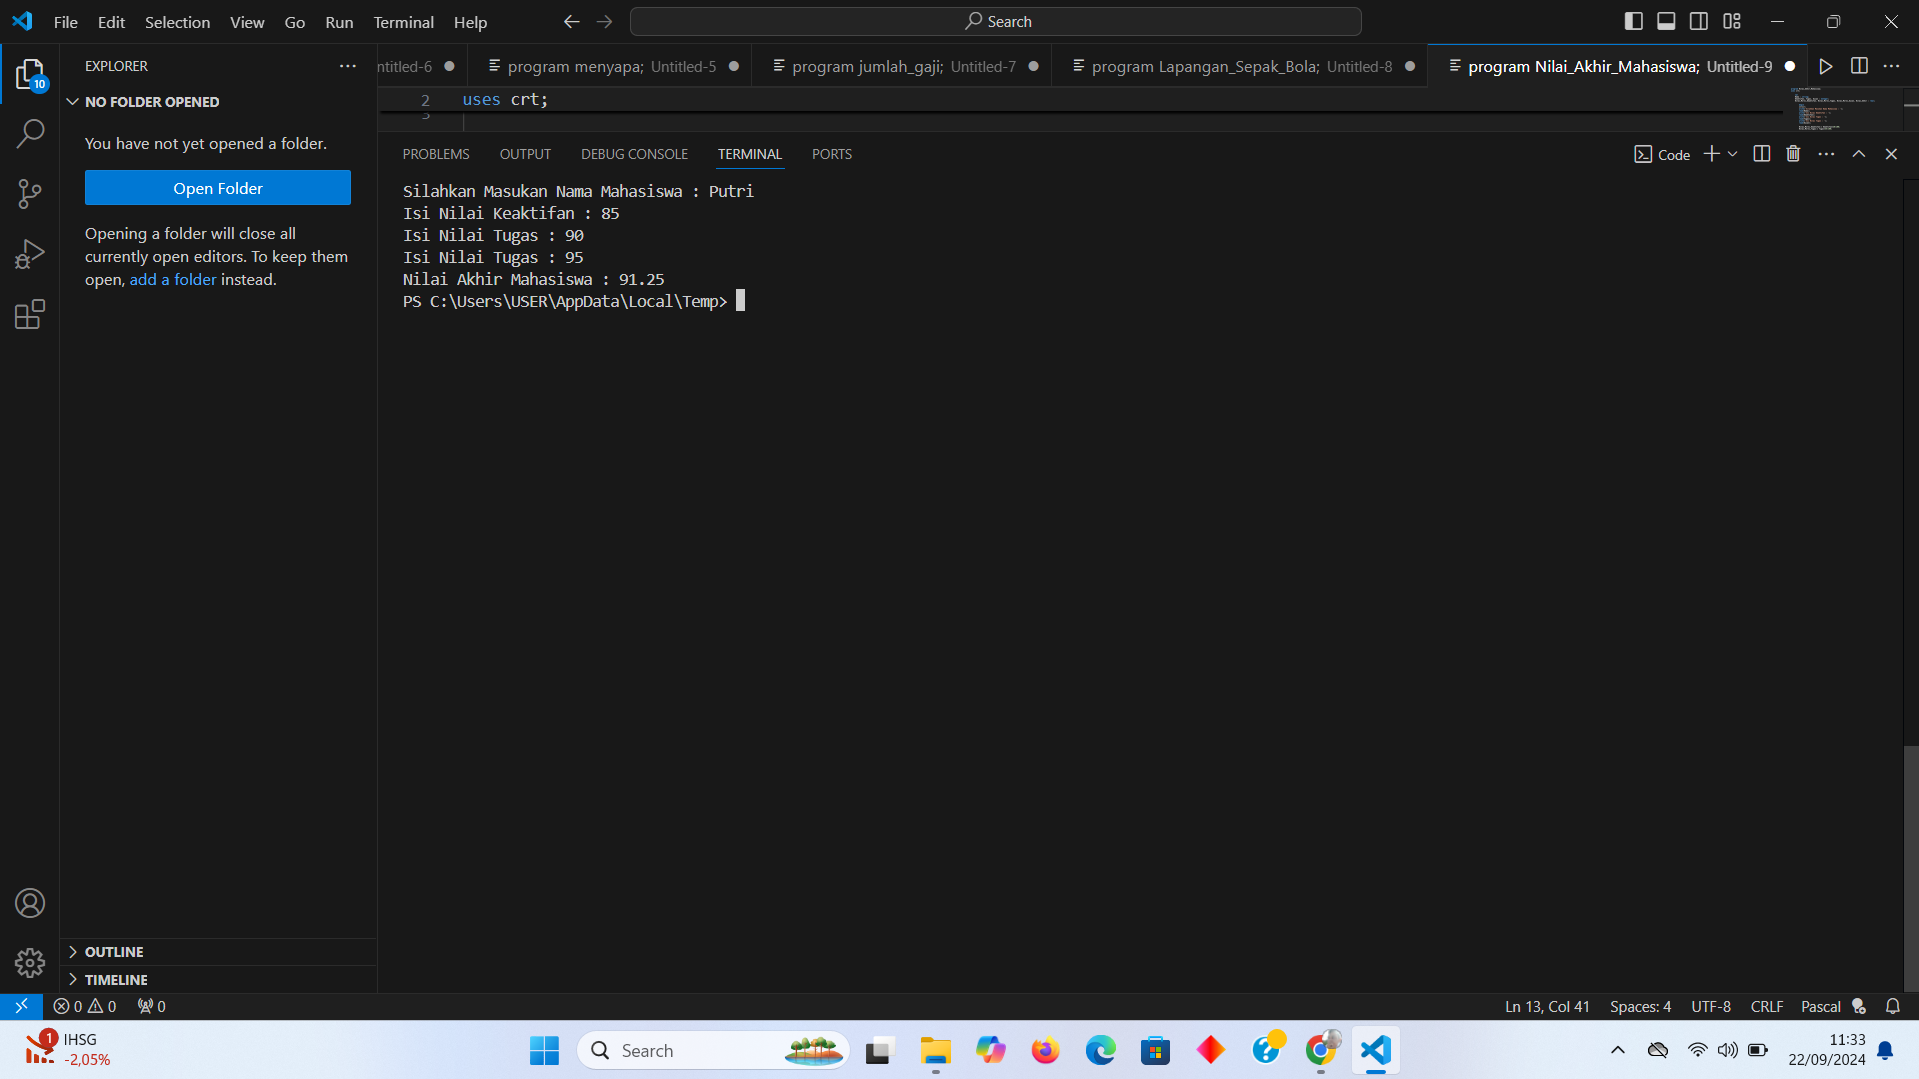 File Edit Selection View Go Run Terminal Help
Search
EXPLORER
NO FOLDER OPENED
You have not yet opened a folder.
Open Folder
Opening a folder will close all
currently open editors. To keep them
open, add a folder instead.
OUTLINE
TIMELINE
ntitled-6
program menyapa; Untitled-5
program jumlah_gaji; Untitled-7
program Lapangan_Sepak_Bola; Untitled-8
program Nilai_Akhir_Mahasiswa; Untitled-9
2 uses crt;
3
PROBLEMS OUTPUT DEBUG CONSOLE TERMINAL PORTS
Code
Silahkan Masukan Nama Mahasiswa : Putri
Isi Nilai Keaktifan : 85
Isi Nilai Tugas : 90
Isi Nilai Tugas : 95
Nilai Akhir Mahasiswa : 91.25
PS C:\Users\USER\AppData\Local\Temp>
10
0 0 0
Ln 13, Col 41 Spaces: 4 UTF-8 CRLF Pascal
1
IHSG
-2,05%
Search
11:33
22/09/2024